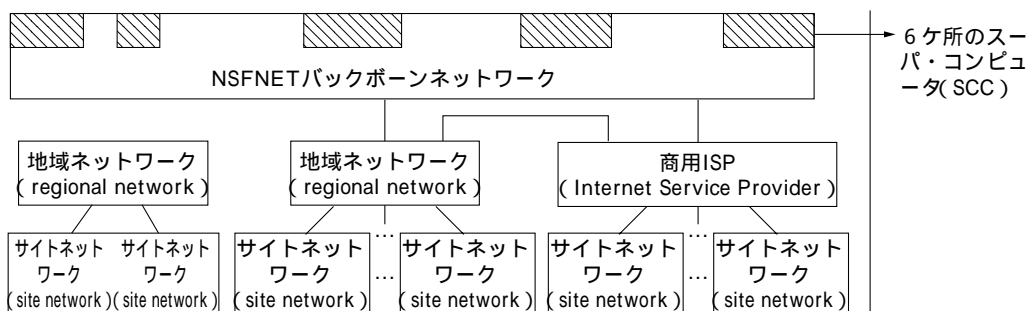 6ケ所のスー
パ・コンピュ
ータ(SCC)
NSFNETバックボーンネットワーク
地域ネットワーク
(regional network)
地域ネットワーク
(regional network)
商用ISP
(Internet Service Provider)
サイトネット
ワーク
(site network)
サイトネット
ワーク
(site network)
サイトネット
ワーク
(site network)
…
…
サイトネット
ワーク
(site network)
サイトネット
ワーク
(site network)
…
…
サイトネット
ワーク
(site network)